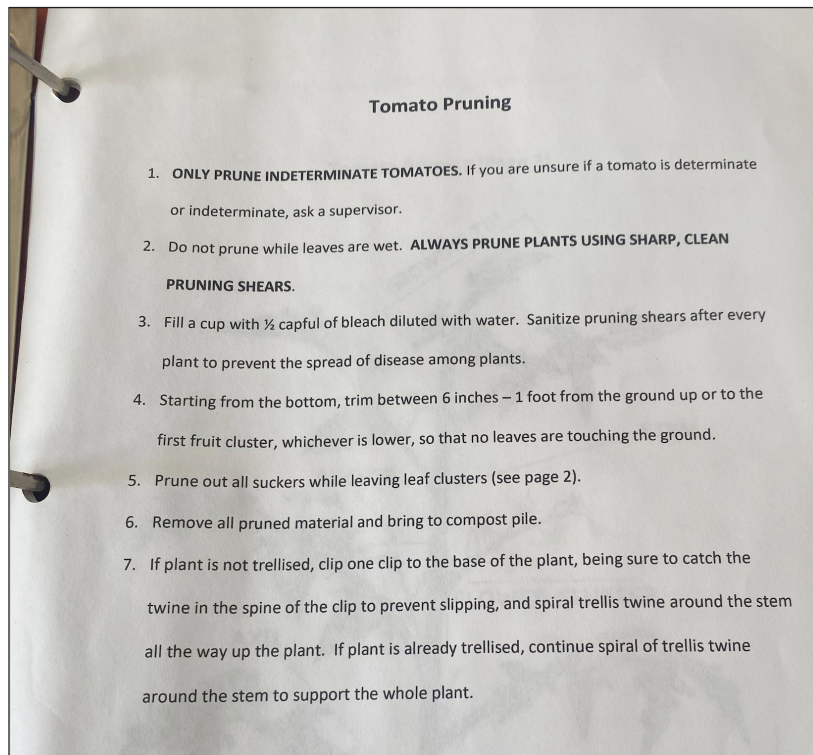 Tomato Pruning
1. ONLY PRUNE INDETERMINATE TOMATOES. If you are unsure if a tomato is determinate
or indeterminate, ask a supervisor.
2. Do not prune while leaves are wet. ALWAYS PRUNE PLANTS USING SHARP, CLEAN
PRUNING SHEARS.
3. Fill a cup with ½ capful of bleach diluted with water. Sanitize pruning shears after every
plant to prevent the spread of disease among plants.
4. Starting from the bottom, trim between 6 inches – 1 foot from the ground up or to the
first fruit cluster, whichever is lower, so that no leaves are touching the ground.
5. Prune out all suckers while leaving leaf clusters (see page 2).
6. Remove all pruned material and bring to compost pile.
7. If plant is not trellised, clip one clip to the base of the plant, being sure to catch the
twine in the spine of the clip to prevent slipping, and spiral trellis twine around the stem
all the way up the plant. If plant is already trellised, continue spiral of trellis twine
around the stem to support the whole plant.